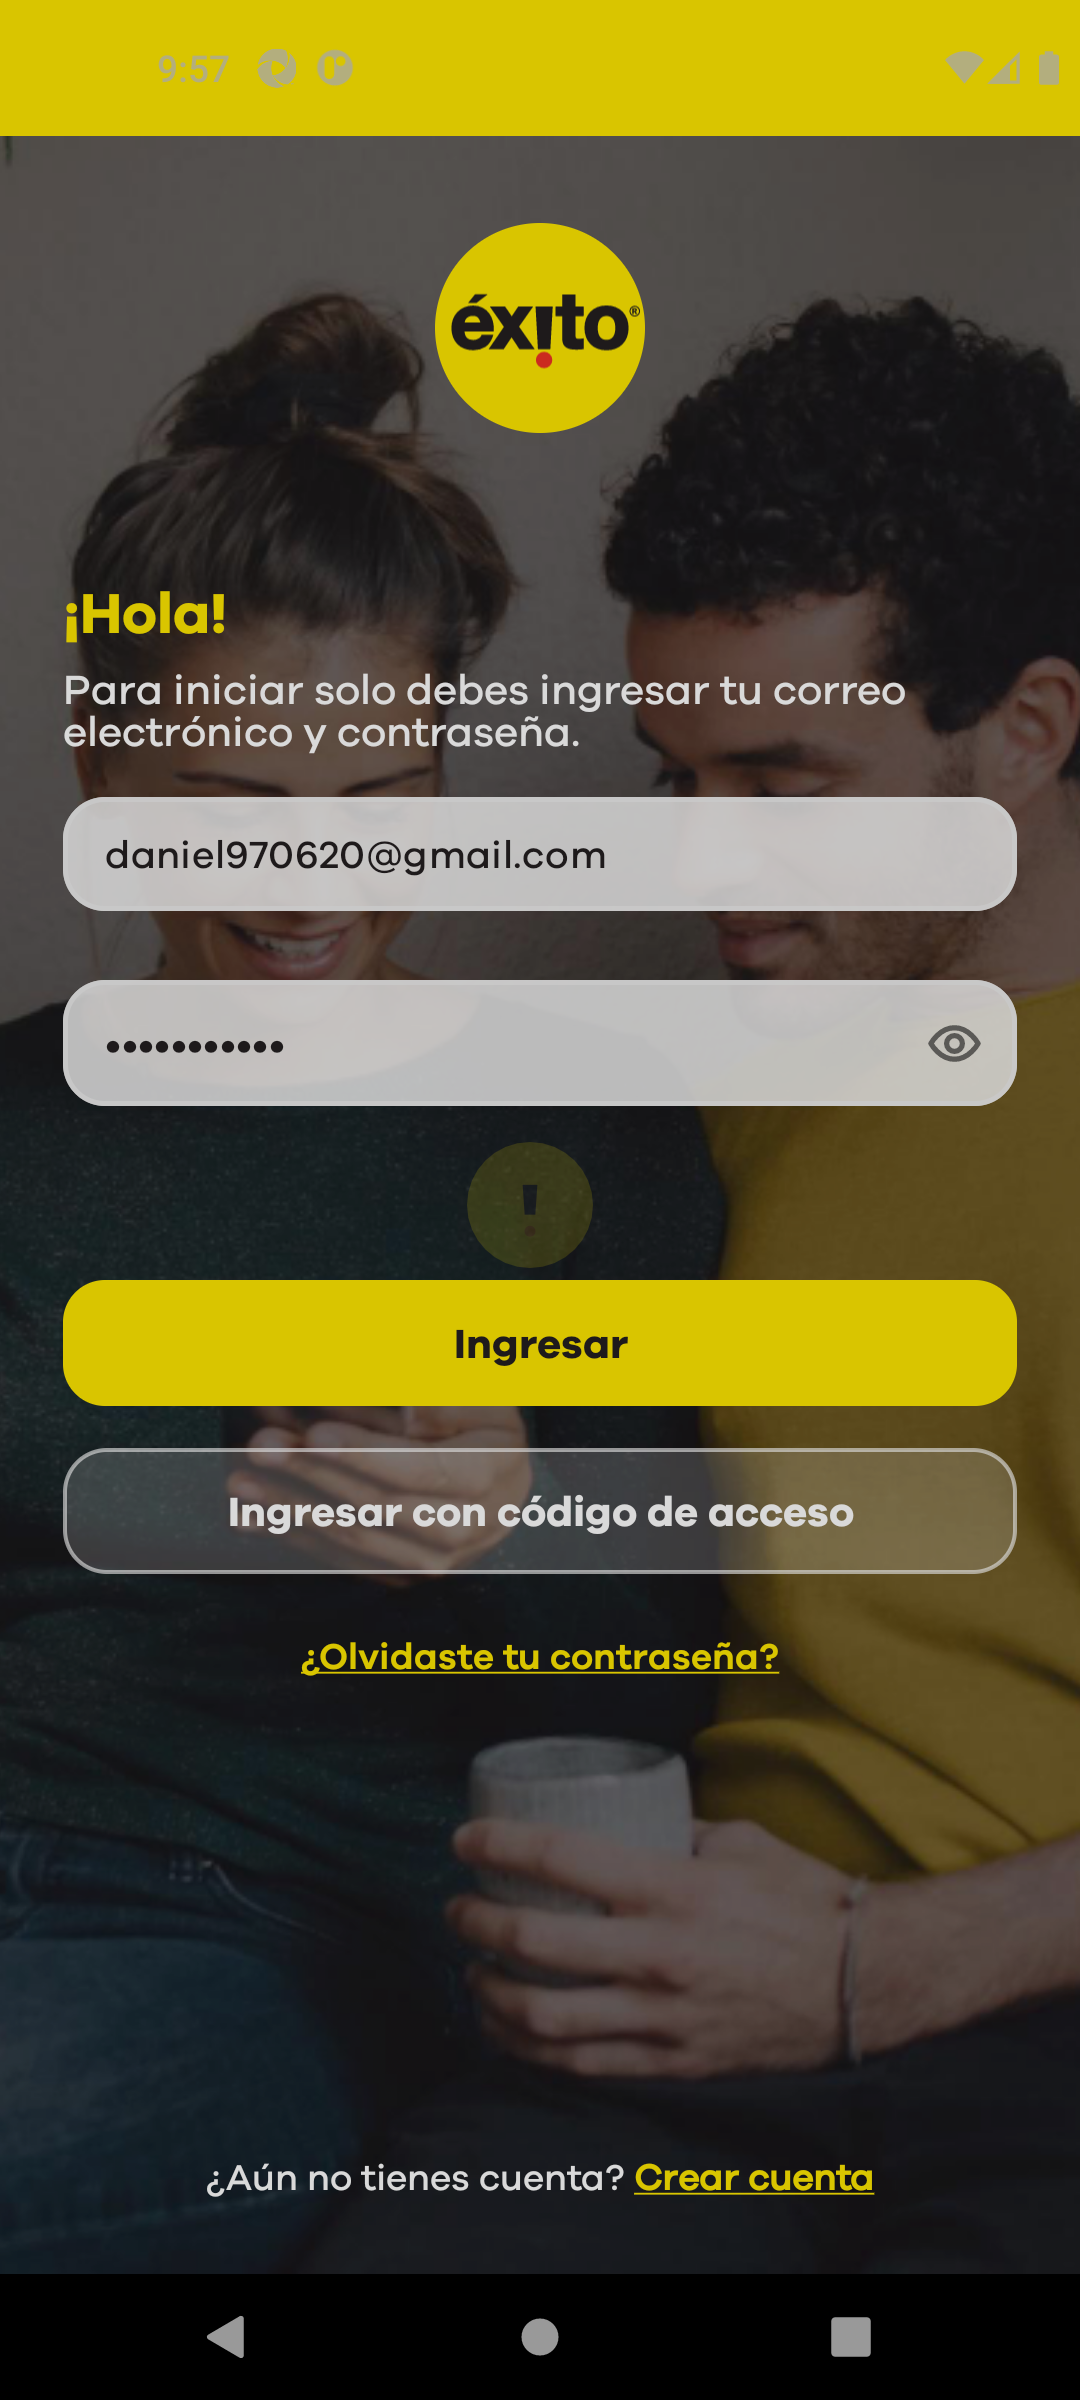 9:57
éxito®
¡Hola!
Para iniciar solo debes ingresar tu correo
electrónico y contraseña.
daniel970620@gmail.com
•••••••••••
!
Ingresar
Ingresar con código de acceso
¿Olvidaste tu contraseña?
¿Aún no tienes cuenta? Crear cuenta